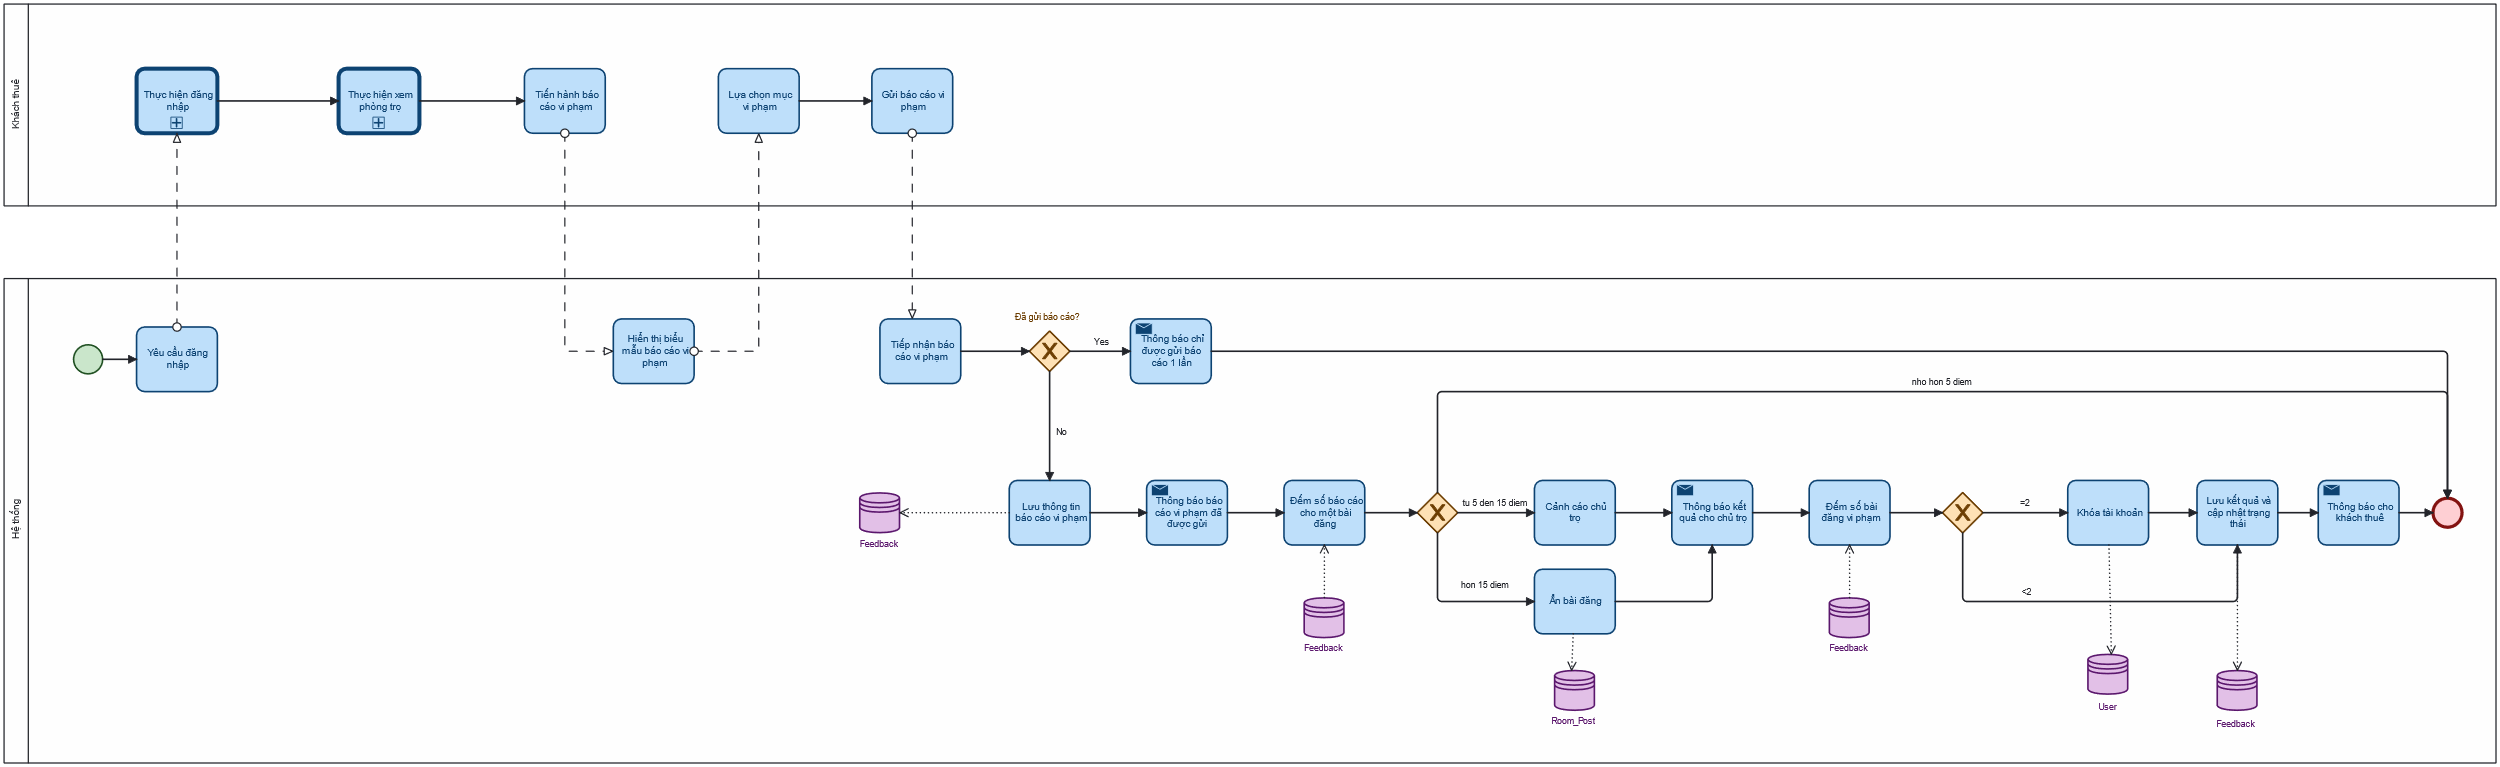 Khách thuê
Thực hiện đăng
nhập
Thực hiện xem
phòng trọ
Tiến hành báo
cáo vi phạm
Lựa chọn mục
vi phạm
Gửi báo cáo vi
phạm
Hệ thống
Yêu cầu đăng
nhập
Hiển thị biểu
mẫu báo cáo vi
phạm
Tiếp nhận báo
cáo vi phạm
Đã gửi báo cáo?
Yes
Thông báo chỉ
được gửi báo
cáo 1 lần
No
nho hon 5 diem
Feedback
Lưu thông tin
báo cáo vi phạm
Thông báo báo
cáo vi phạm đã
được gửi
Đếm số báo cáo
cho một bài
đăng
Feedback
tu 5 den 15 diem
Cảnh cáo chủ
trọ
hon 15 diem
Ẩn bài đăng
Room_Post
Thông báo kết
quả cho chủ trọ
Đếm số bài
đăng vi phạm
Feedback
=2
<2
Khóa tài khoản
User
Lưu kết quả và
cập nhật trạng
thái
Feedback
Thông báo cho
khách thuê